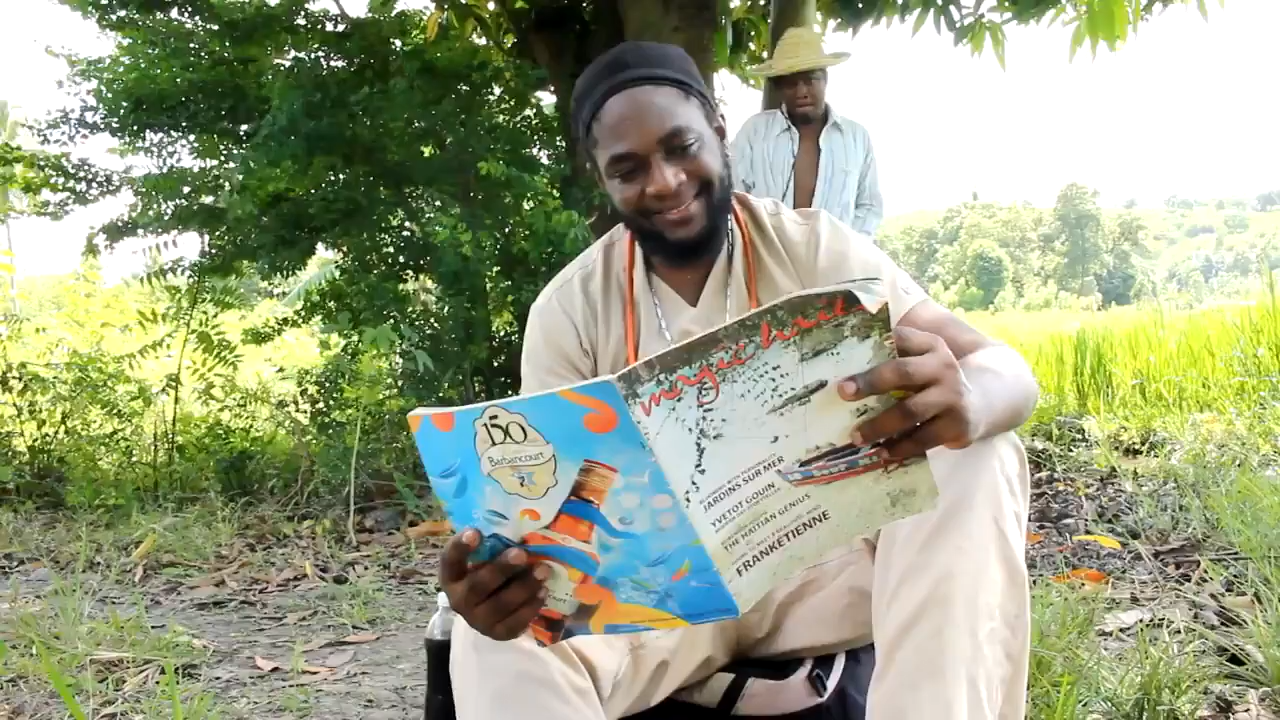 150
Barbancourt
magic haiti
JARDINS SUR MER
YVETOT GOUIN
THE HAITIAN GENIUS
FRANKETIENNE